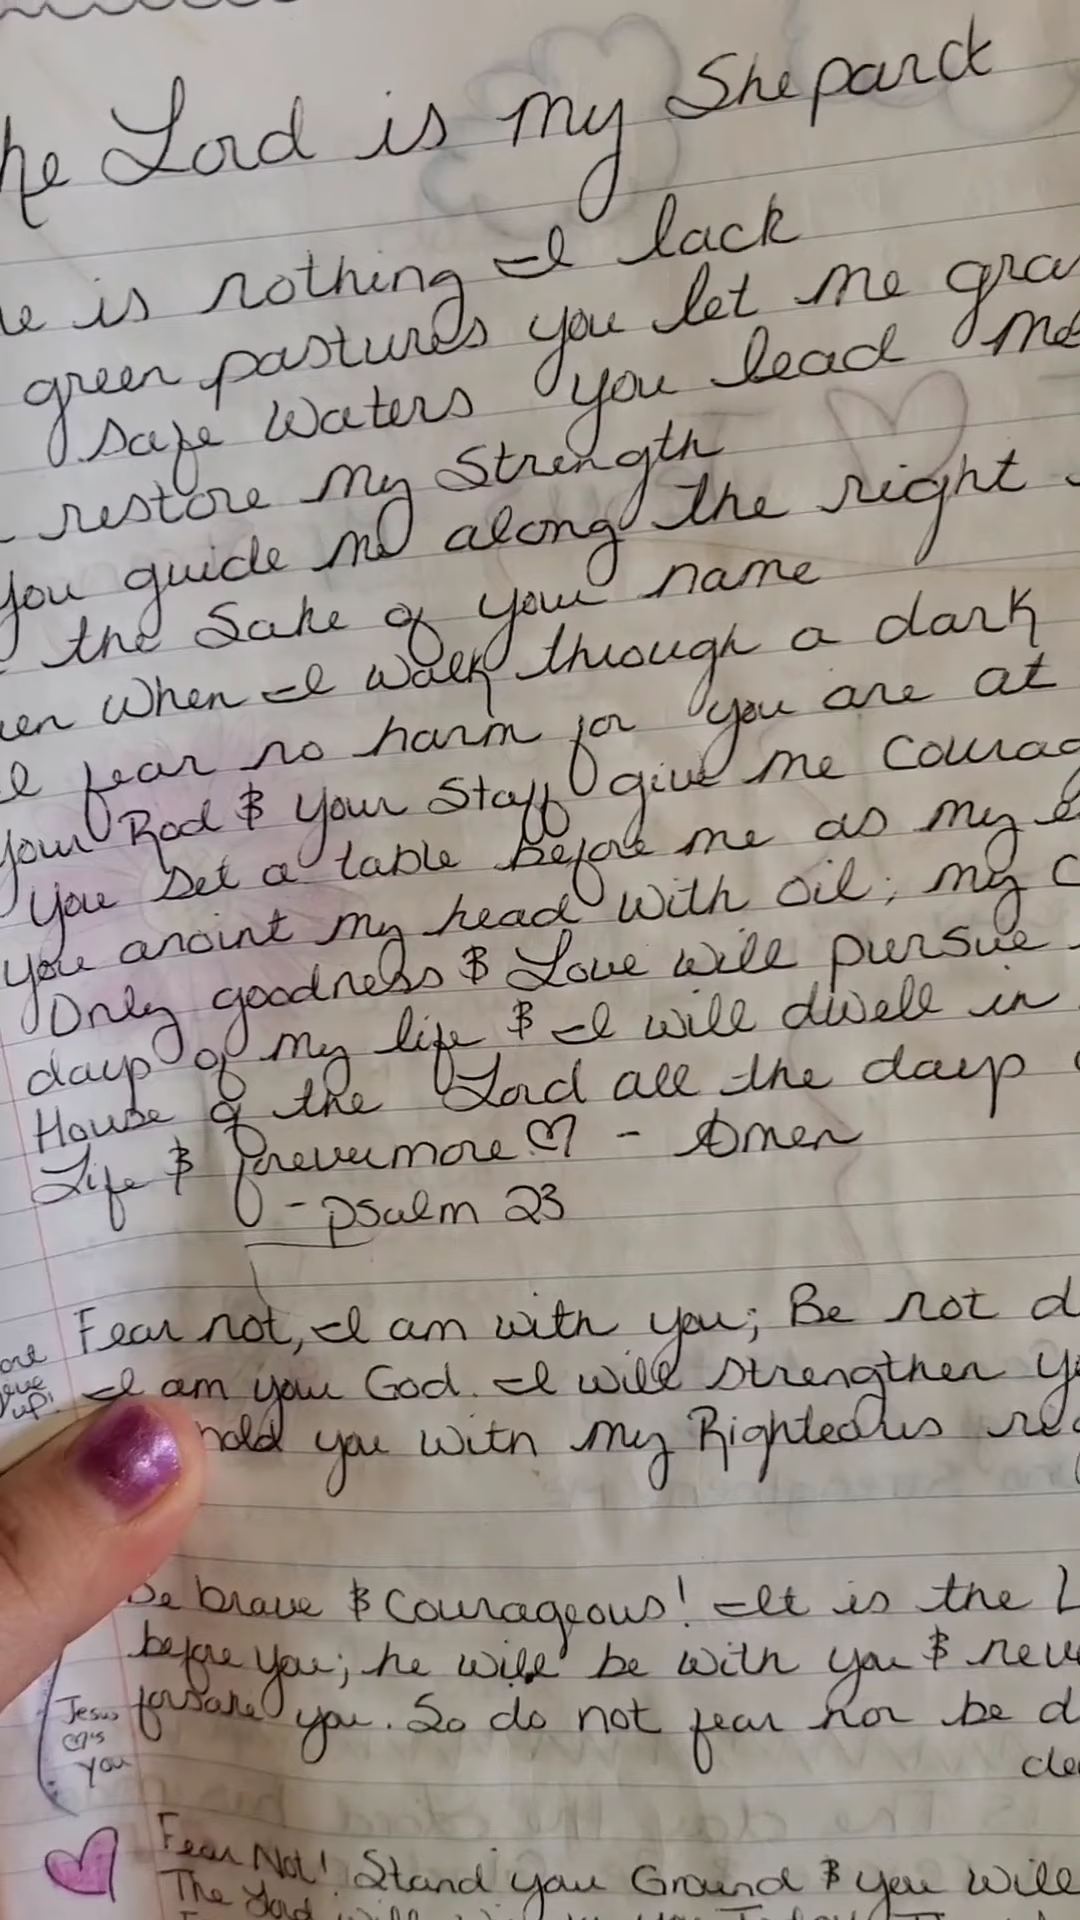 he Lord is my Shepard
is nothing I lack
green pastures you let me gra
safe Waters you lead me
restore my Strength
you guide me along the right
the Sake of your name
en When I walk through a dark
I fear no harm for you are at
Your Rod & Your Staff give me Courag
You Set a table before me as my e
you anoint my head with oil; my C
Only goodness & Love will pursue
days of my life & I will dwell in
House of the Lord all the days
Life & forevermore ♡ - Amen
- Psalm 23
Fear not, I am with you; Be not d
I am your God. I will strengthen y
hold you with my Righteous
up!
Be brave & Courageous! It is the L
before you; he will be with you & neve
forsake you. So do not fear nor be d
Jesus
♡'s
you
Fear Not! Stand your Ground & you will
The Lord will